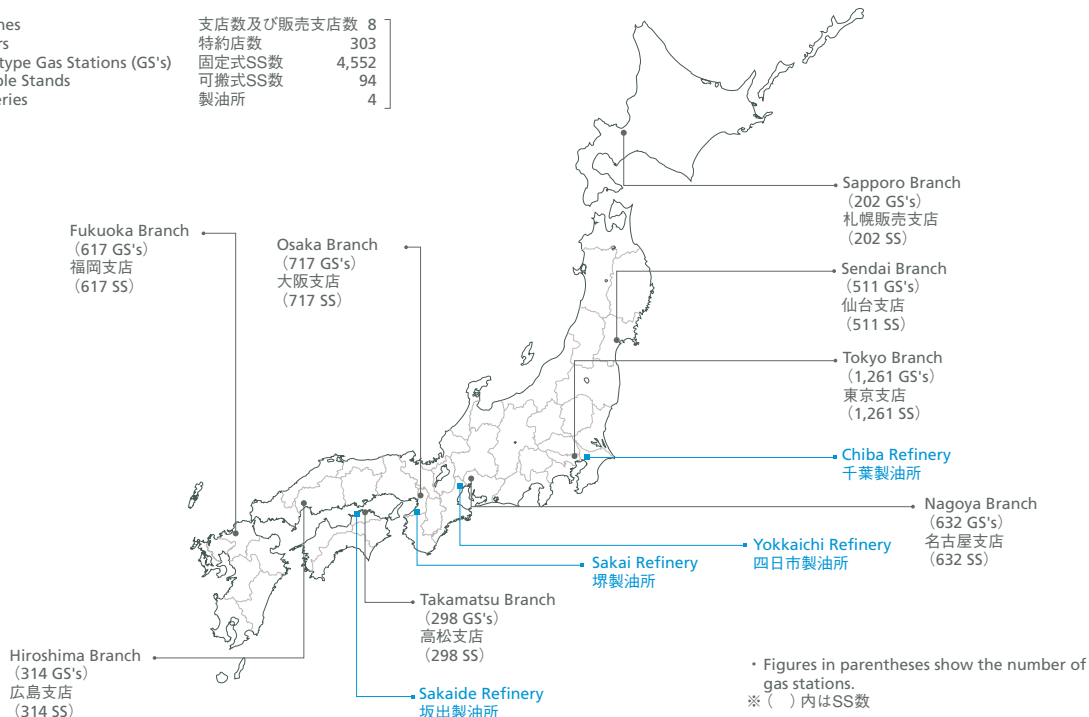 hes 支店数及び販売支店数 8
rs 特約店数 303
type Gas Stations (GS's) 固定式SS数 4,552
ble Stands 可搬式SS数 94
eries 製油所 4
Sapporo Branch
(202 GS's)
札幌販売支店
(202 SS)
Fukuoka Branch
(617 GS's)
福岡支店
(617 SS)
Osaka Branch
(717 GS's)
大阪支店
(717 SS)
Sendai Branch
(511 GS's)
仙台支店
(511 SS)
Tokyo Branch
(1,261 GS's)
東京支店
(1,261 SS)
Chiba Refinery
千葉製油所
Nagoya Branch
(632 GS's)
名古屋支店
(632 SS)
Yokkaichi Refinery
四日市製油所
Sakai Refinery
堺製油所
Takamatsu Branch
(298 GS's)
高松支店
(298 SS)
Hiroshima Branch
(314 GS's)
広島支店
(314 SS)
Sakaide Refinery
坂出製油所
・Figures in parentheses show the number of
gas stations.
※(　)内はSS数